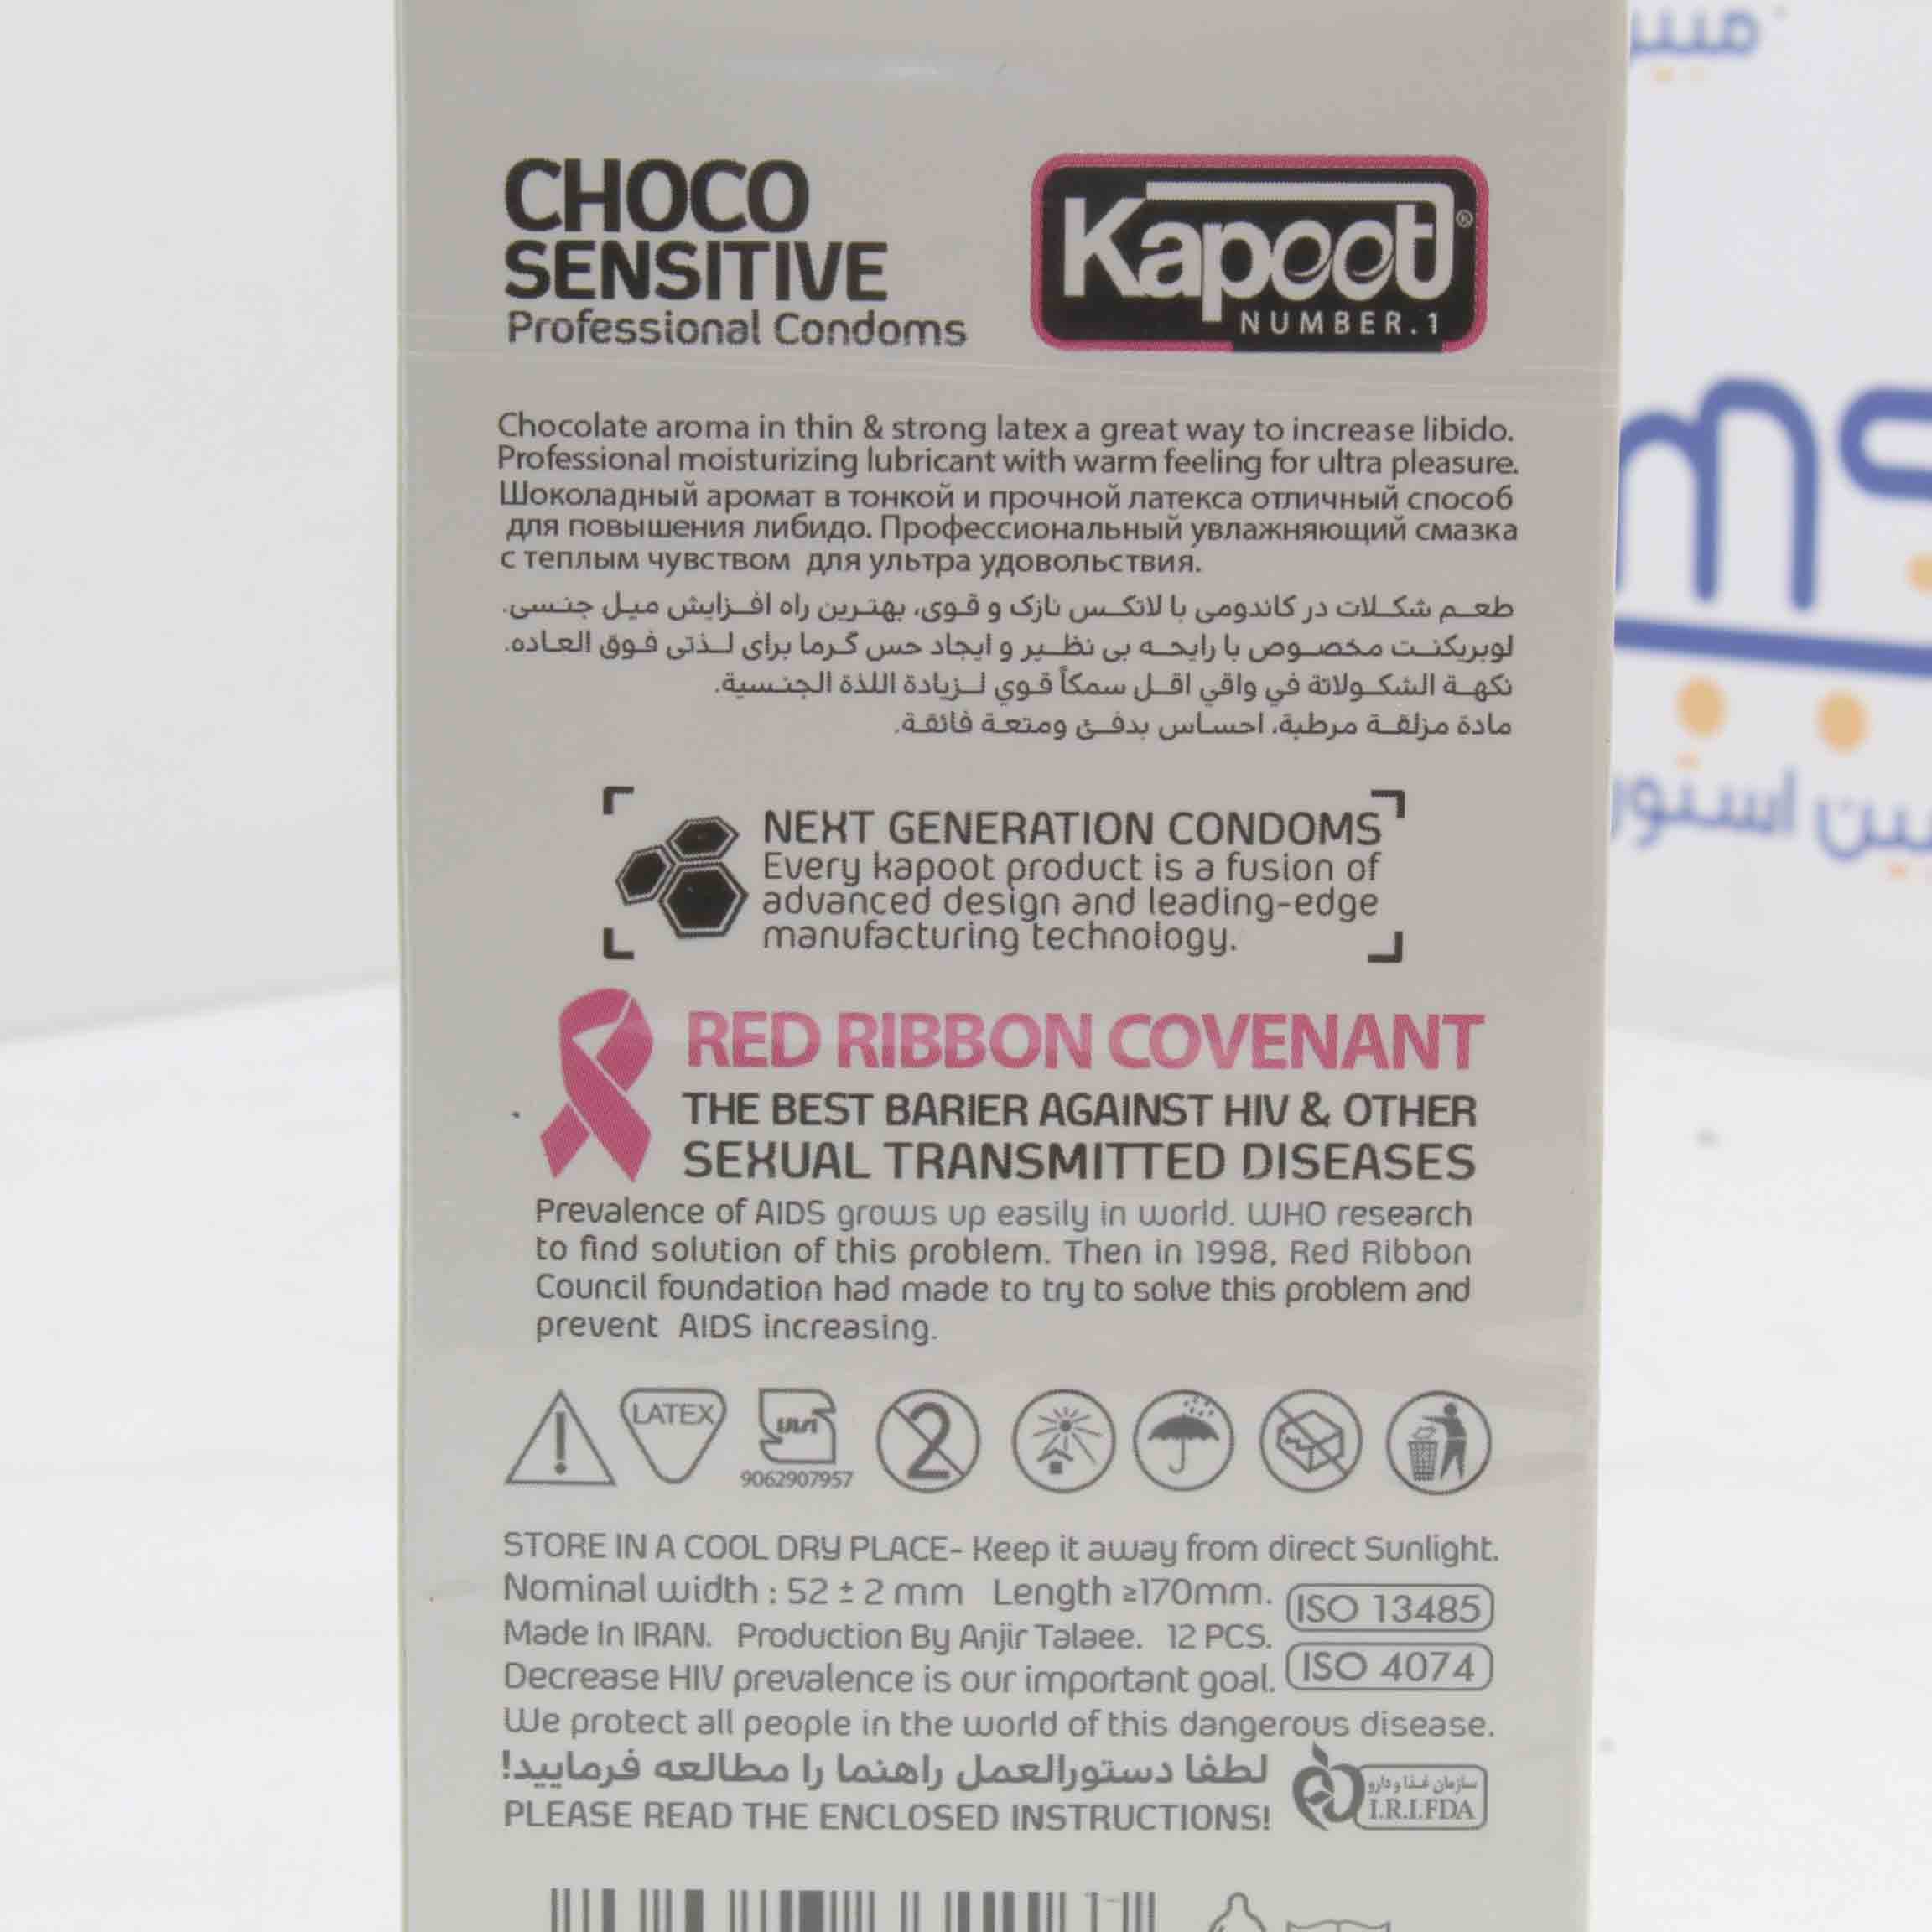 CHOCO
SENSITIVE
Professional Condoms
Kapoot®
NUMBER.1
Chocolate aroma in thin & strong latex a great way to increase libido.
Professional moisturizing lubricant with warm feeling for ultra pleasure.
Шоколадный аромат в тонкой и прочной латекса отличный способ
для повышения либидо. Профессиональный увлажняющий смазка
с теплым чувством для ультра удовольствия.
طعم شکلات در کاندومی با لاتکس نازک و قوی، بهترین راه افزایش میل جنسی.
لوبریکنت مخصوص با رایحه بی نظیر و ایجاد حس گرما برای لذتی فوق العاده.
نكهة الشكولاتة في واقي اقل سمكاً قوي لزيادة اللذة الجنسية.
مادة مزلقة مرطبة، احساس بدفئ ومتعة فائقة.
NEXT GENERATION CONDOMS
Every kapoot product is a fusion of
advanced design and leading-edge
manufacturing technology.
RED RIBBON COVENANT
THE BEST BARIER AGAINST HIV & OTHER
SEXUAL TRANSMITTED DISEASES
Prevalence of AIDS grows up easily in world. WHO research
to find solution of this problem. Then in 1998, Red Ribbon
Council foundation had made to try to solve this problem and
prevent AIDS increasing.
LATEX
9062907957
2
STORE IN A COOL DRY PLACE- Keep it away from direct Sunlight.
Nominal width : 52 ± 2 mm Length ≥170mm.
ISO 13485
Made In IRAN. Production By Anjir Talaee. 12 PCS.
Decrease HIV prevalence is our important goal.
ISO 4074
We protect all people in the world of this dangerous disease.
لطفا دستورالعمل راهنما را مطالعه فرمایید!
PLEASE READ THE ENCLOSED INSTRUCTIONS!
سازمان غذا و دارو
I.R.I.FDA